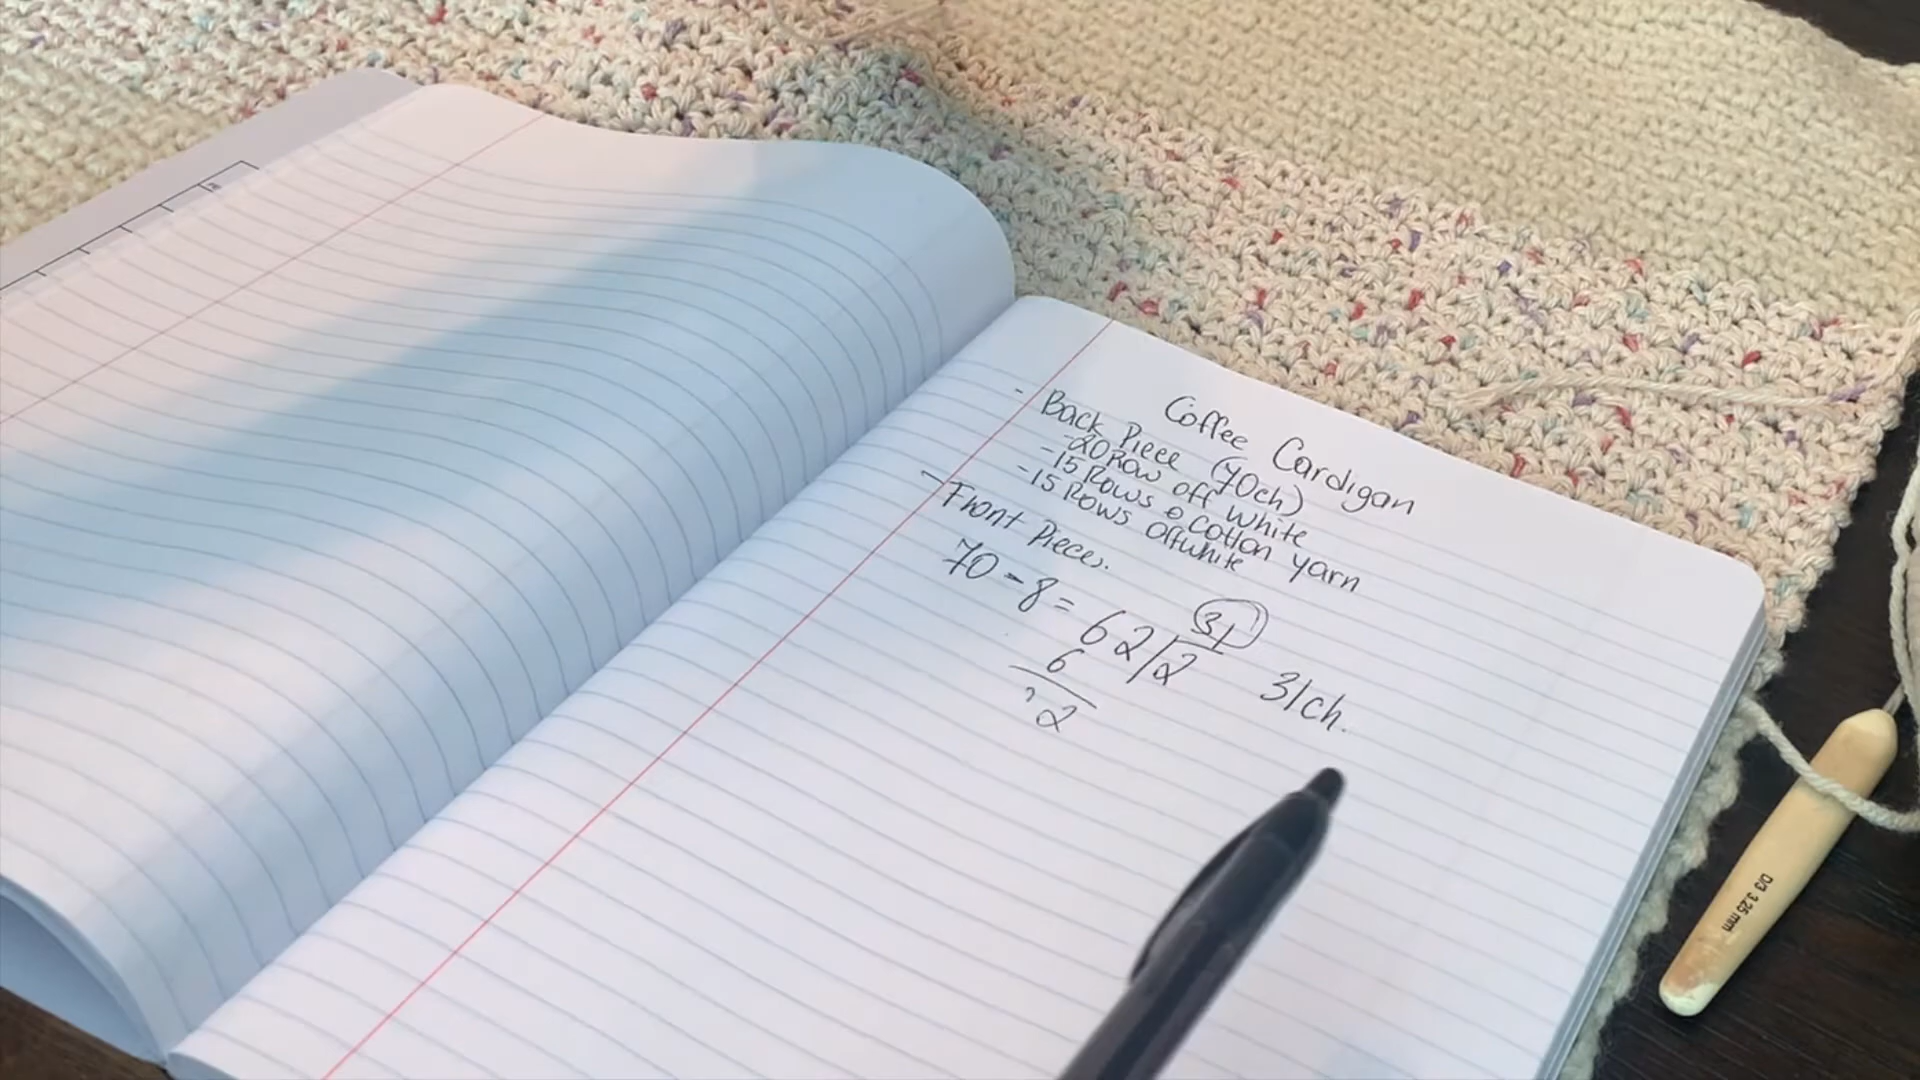 Coffee Cardigan
- Back Piece (70ch)
- 20 Row off white
- 15 Rows e cotton yarn
- 15 Rows offwhite
- Front Piece.
70 - 8 = 62/2
31
6
2
31ch.
D/3 3.25 mm